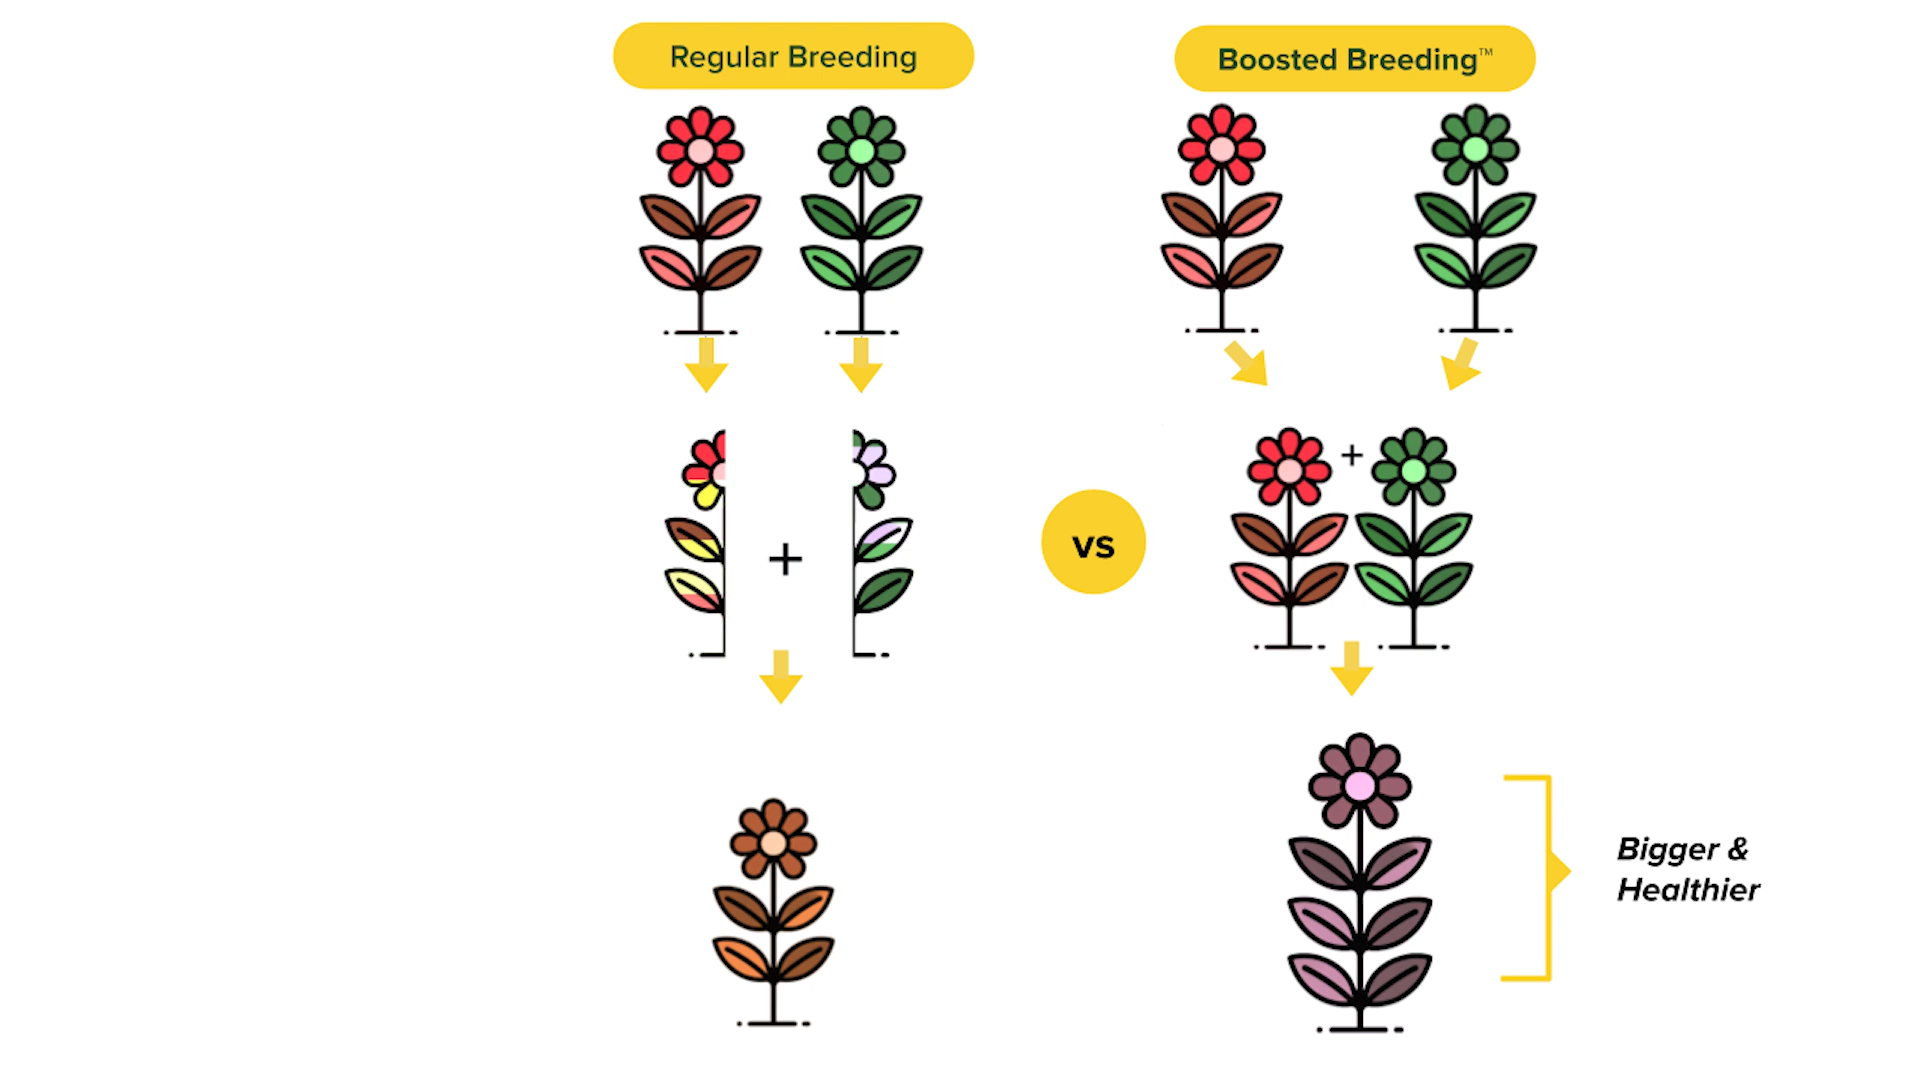 Regular Breeding
Boosted Breeding™
+
+
vs
Bigger &
Healthier